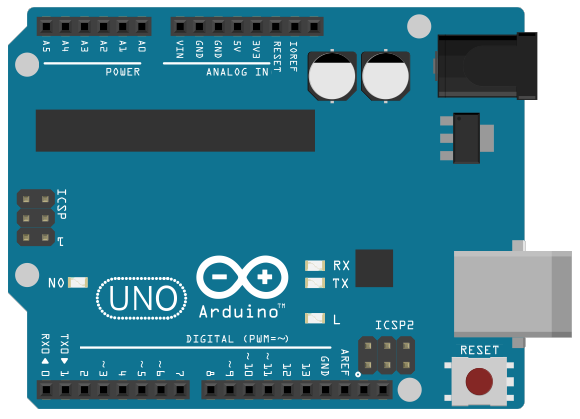 A5 A4 A3 A2 A1 A0 VIN GND GND 5V 3V3 RESET IOREF
POWER ANALOG IN
ICSP
1
NO
UNO
Arduino™
RX
TX
L
ICSP2
DIGITAL (PWM=~)
RESET
RX0◄0 TX0►1 2 ~3 4 ~5 ~6 7 8 ~9 ~10 ~11 12 13 GND AREF